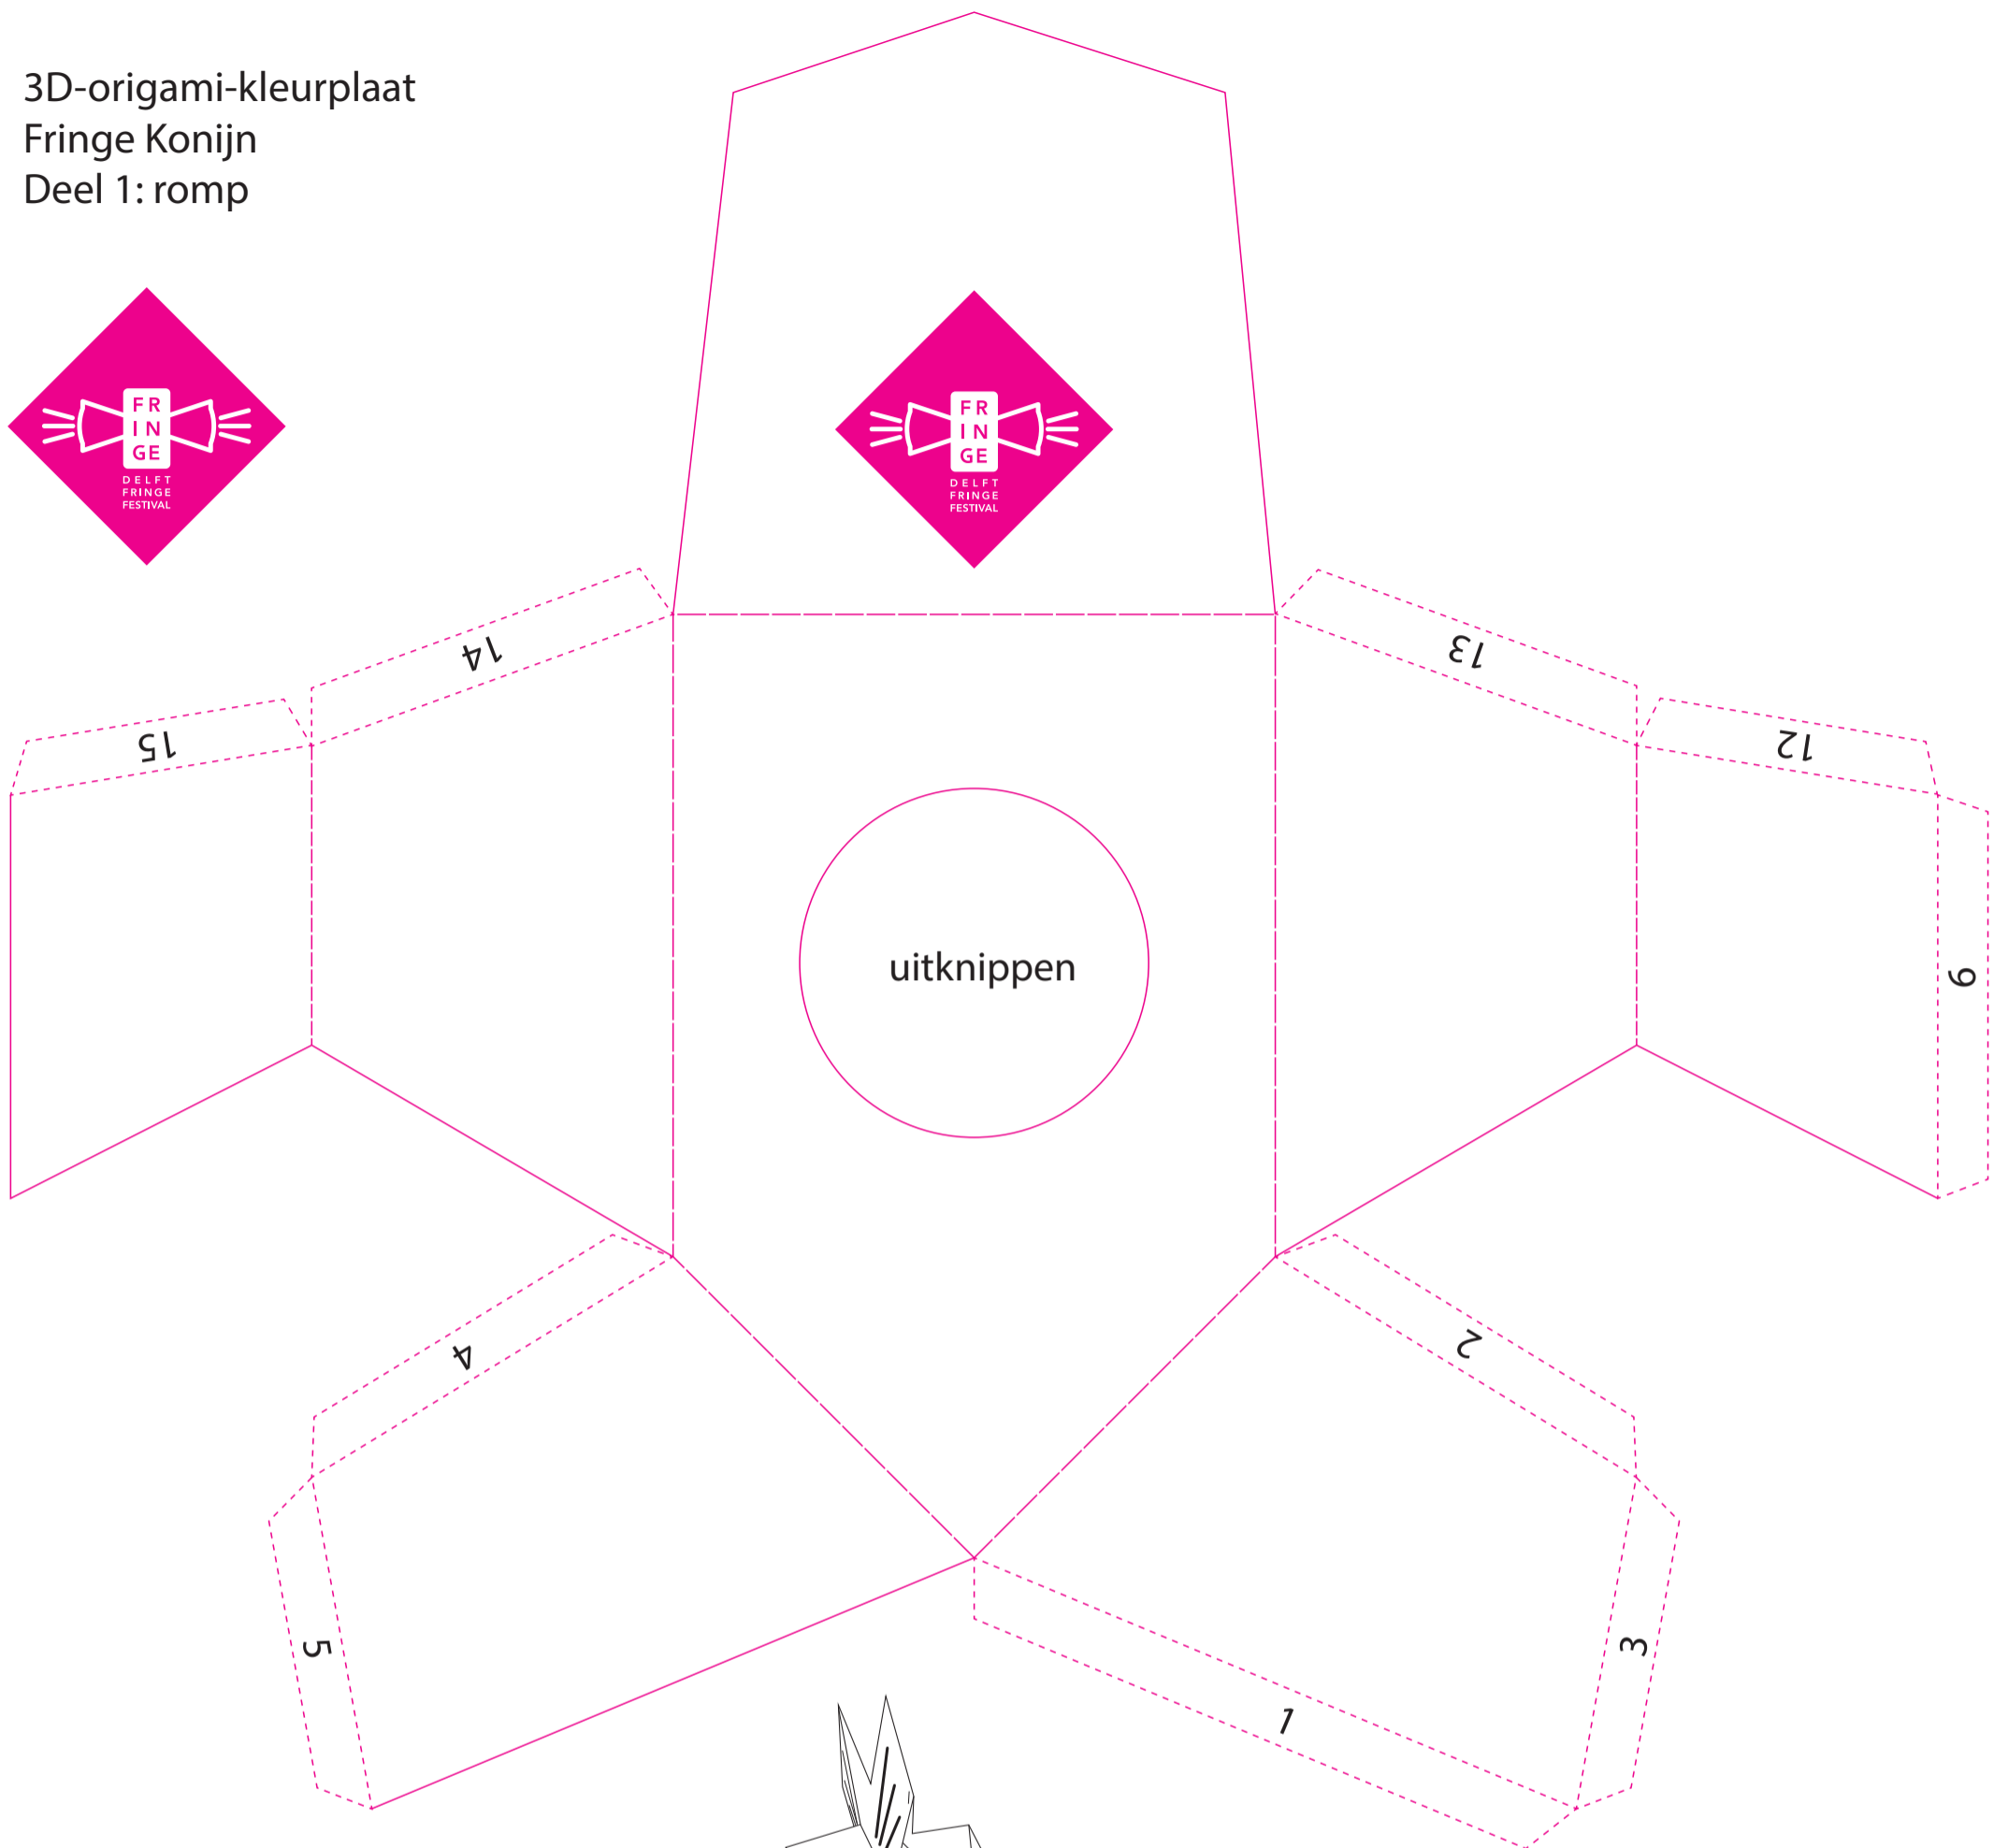 3D-origami-kleurplaat
Fringe Konijn
Deel 1: romp
FR
IN
GE
DELFT
FRINGE
FESTIVAL
FR
IN
GE
DELFT
FRINGE
FESTIVAL
14
13
15
12
uitknippen
9
4
2
5
3
1